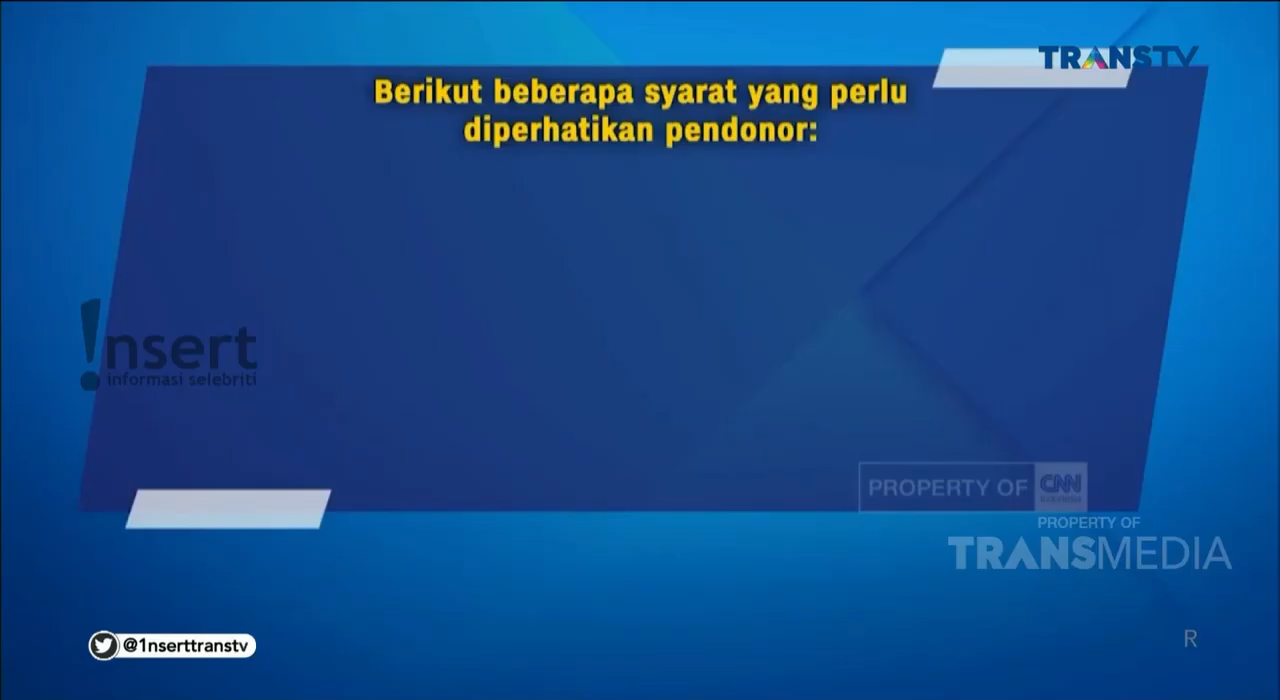 TRANSTV
Berikut beberapa syarat yang perlu
diperhatikan pendonor:
!nsert
informasi selebriti
PROPERTY OF CNN
PROPERTY OF
TRANSMEDIA
@1nserttranstv
R